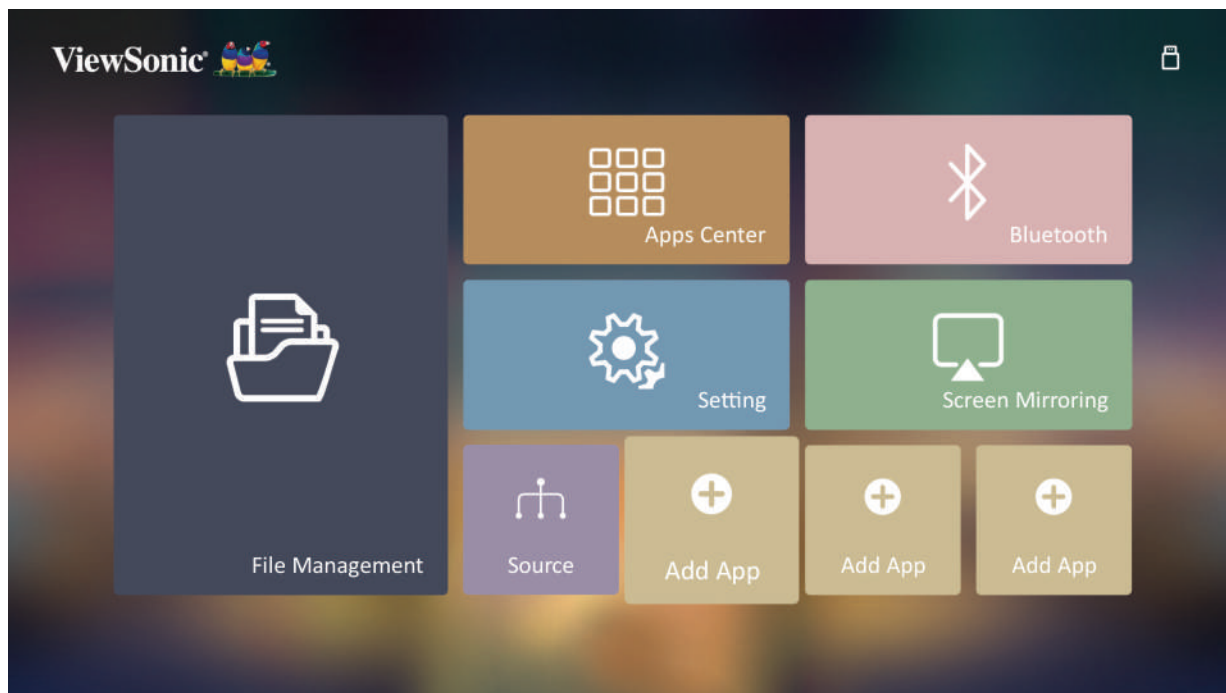 ViewSonic®
Apps Center
Bluetooth
Setting
Screen Mirroring
File Management
Source
Add App
Add App
Add App